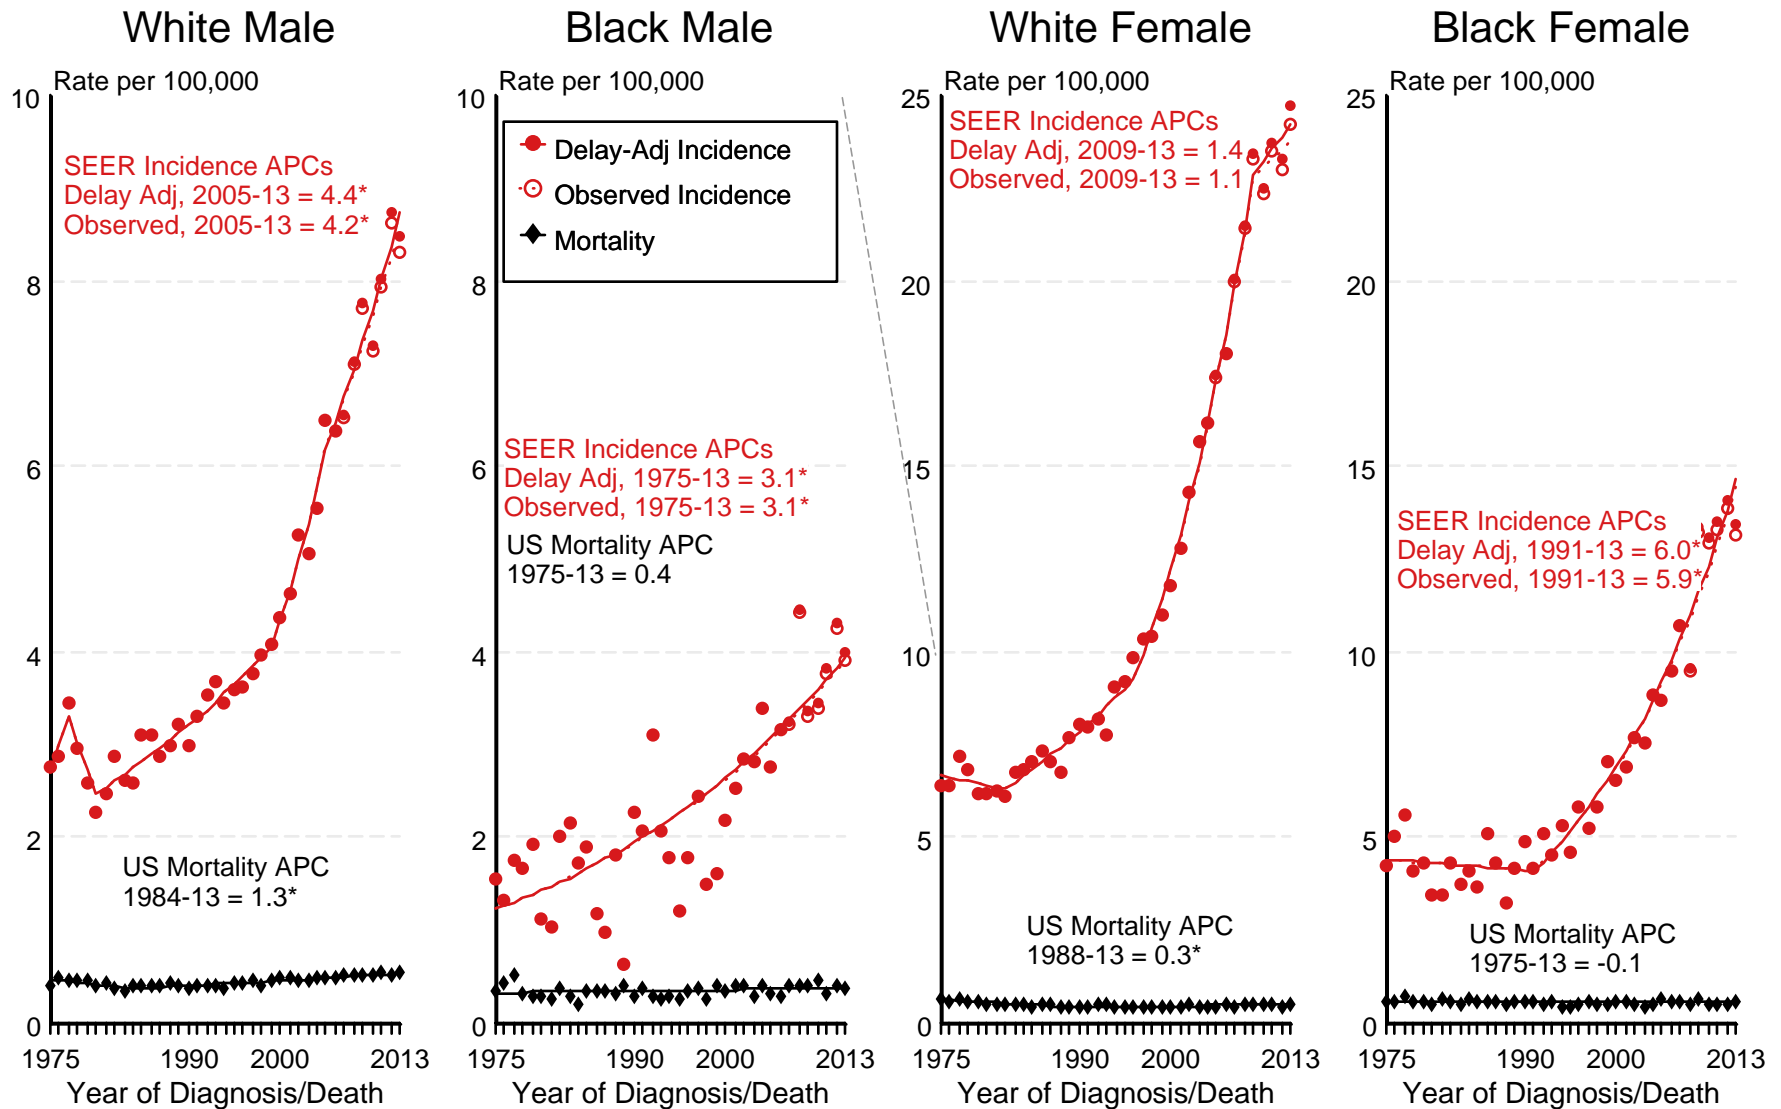 White Male
Rate per 100,000
10
8
6
4
2
0
SEER Incidence APCs
Delay Adj, 2005-13 = 4.4*
Observed, 2005-13 = 4.2*
US Mortality APC
1984-13 = 1.3*
1975 1990 2000 2013
Year of Diagnosis/Death
Black Male
Rate per 100,000
10
8
6
4
2
0
Delay-Adj Incidence
Observed Incidence
Mortality
SEER Incidence APCs
Delay Adj, 1975-13 = 3.1*
Observed, 1975-13 = 3.1*
US Mortality APC
1975-13 = 0.4
1975 1990 2000 2013
Year of Diagnosis/Death
White Female
Rate per 100,000
25
20
15
10
5
0
SEER Incidence APCs
Delay Adj, 2009-13 = 1.4
Observed, 2009-13 = 1.1
US Mortality APC
1988-13 = 0.3*
1975 1990 2000 2013
Year of Diagnosis/Death
Black Female
Rate per 100,000
25
20
15
10
5
0
SEER Incidence APCs
Delay Adj, 1991-13 = 6.0*
Observed, 1991-13 = 5.9*
US Mortality APC
1975-13 = -0.1
1975 1990 2000 2013
Year of Diagnosis/Death